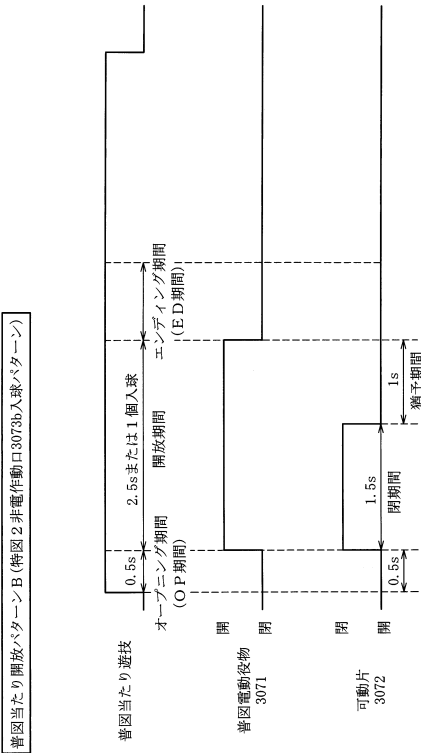 普図当たり開放パターンB(特図2非電作動口3073b入球パターン)
普図当たり遊技
0.5s
オープニング期間
(OP期間)
2.5sまたは1個入球
開放期間
エンディング期間
(ED期間)
普図電動役物
3071
開
閉
可動片
3072
閉
開
0.5s
1.5s
閉期間
1s
猶予期間